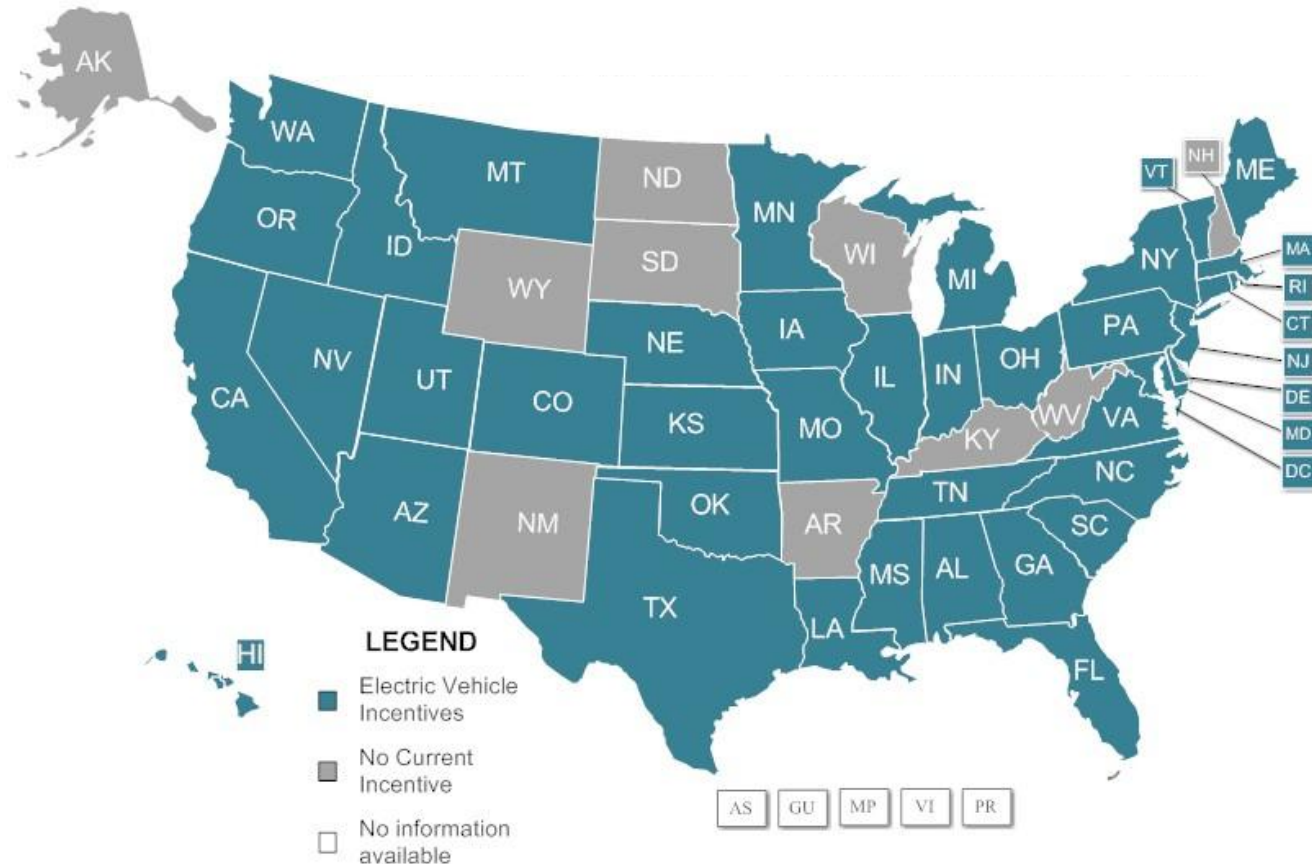 AK
WA
MT
ND
MN
VT
NH
ME
OR
ID
SD
WI
MI
NY
MA
RI
CT
WY
NE
IA
PA
NJ
NV
UT
CO
IL
IN
OH
DE
CA
KS
MO
KY
WV
VA
MD
DC
AZ
NM
OK
AR
TN
NC
SC
TX
MS
AL
GA
LA
FL
HI
LEGEND
Electric Vehicle
Incentives
No Current
Incentive
No information
available
AS
GU
MP
VI
PR